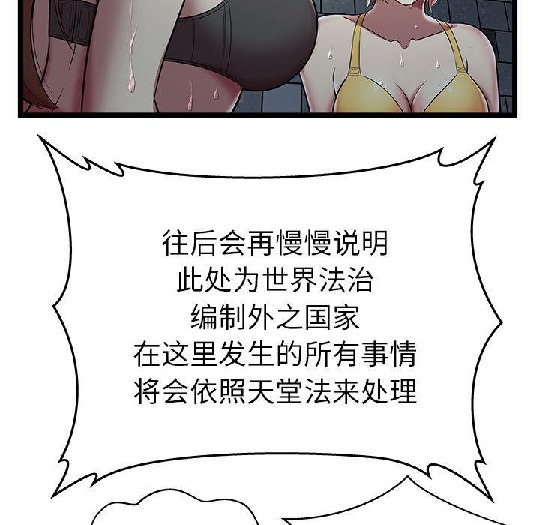 往后会再慢慢说明
此处为世界法治
编制外之国家
在这里发生的所有事情
将会依照天堂法来处理